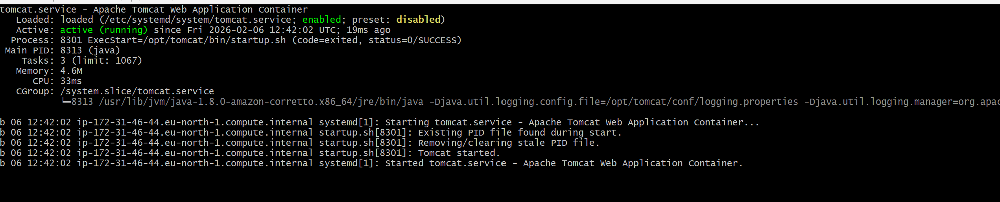 tomcat.service - Apache Tomcat Web Application Container
Loaded: loaded (/etc/systemd/system/tomcat.service; enabled; preset: disabled)
Active: active (running) since Fri 2026-02-06 12:42:02 UTC; 19ms ago
Process: 8301 ExecStart=/opt/tomcat/bin/startup.sh (code=exited, status=0/SUCCESS)
Main PID: 8313 (java)
Tasks: 3 (limit: 1067)
Memory: 4.6M
CPU: 33ms
CGroup: /system.slice/tomcat.service
└─8313 /usr/lib/jvm/java-1.8.0-amazon-corretto.x86_64/jre/bin/java -Djava.util.logging.config.file=/opt/tomcat/conf/logging.properties -Djava.util.logging.manager=org.apac
b 06 12:42:02 ip-172-31-46-44.eu-north-1.compute.internal systemd[1]: Starting tomcat.service - Apache Tomcat Web Application Container...
b 06 12:42:02 ip-172-31-46-44.eu-north-1.compute.internal startup.sh[8301]: Existing PID file found during start.
b 06 12:42:02 ip-172-31-46-44.eu-north-1.compute.internal startup.sh[8301]: Removing/clearing stale PID file.
b 06 12:42:02 ip-172-31-46-44.eu-north-1.compute.internal startup.sh[8301]: Tomcat started.
b 06 12:42:02 ip-172-31-46-44.eu-north-1.compute.internal systemd[1]: Started tomcat.service - Apache Tomcat Web Application Container.